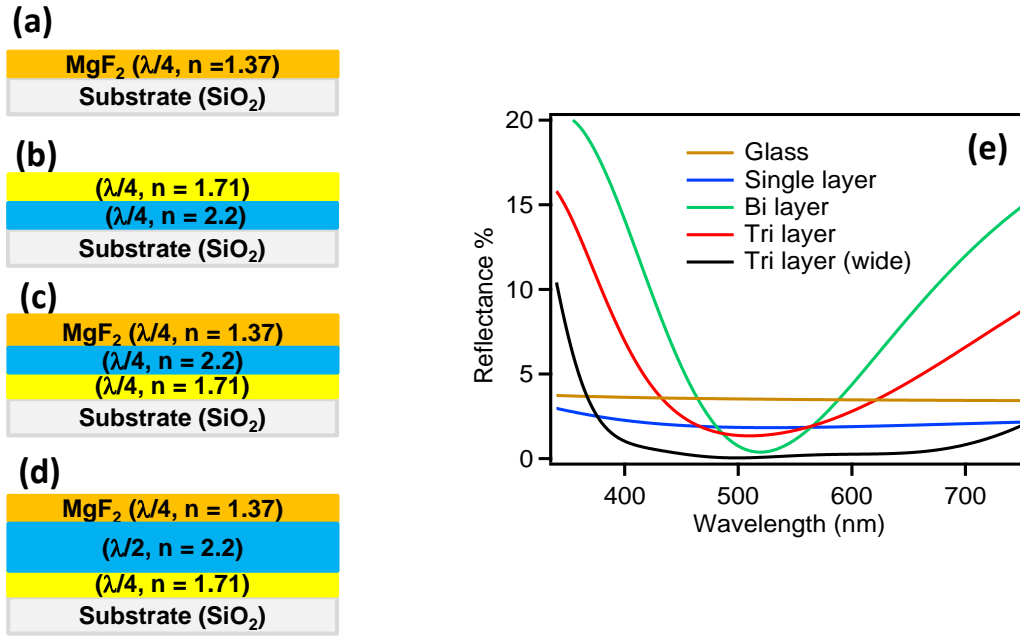 (a)
MgF₂ (λ/4, n =1.37)
Substrate (SiO₂)
(b)
(λ/4, n = 1.71)
(λ/4, n = 2.2)
Substrate (SiO₂)
(c)
MgF₂ (λ/4, n = 1.37)
(λ/4, n = 2.2)
(λ/4, n = 1.71)
Substrate (SiO₂)
(d)
MgF₂ (λ/4, n = 1.37)
(λ/2, n = 2.2)
(λ/4, n = 1.71)
Substrate (SiO₂)
(e)
Glass
Single layer
Bi layer
Tri layer
Tri layer (wide)
Reflectance %
20
15
10
5
0
400 500 600 700
Wavelength (nm)